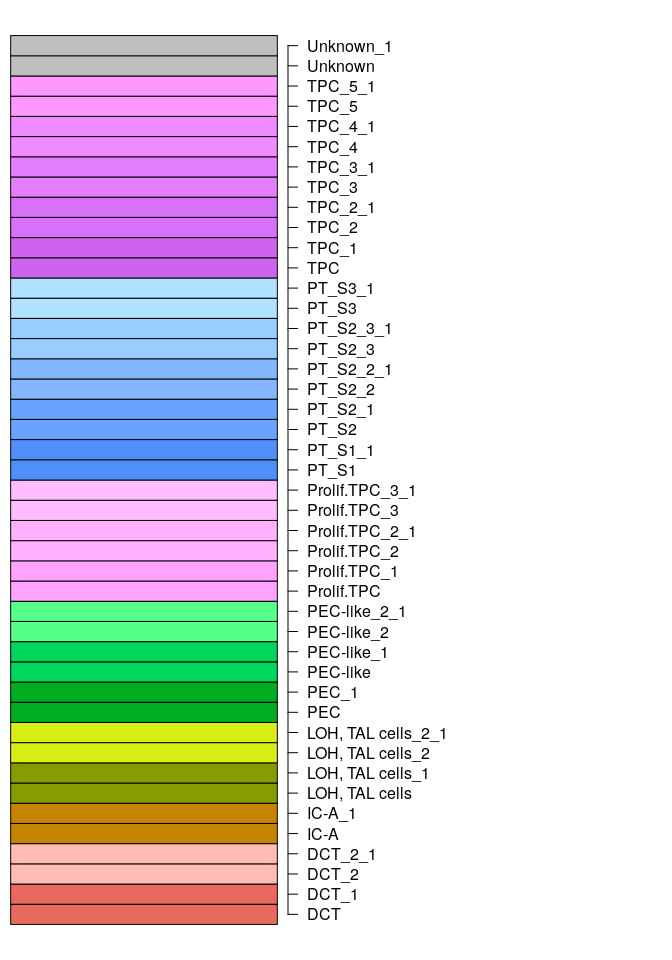 Unknown_1
Unknown
TPC_5_1
TPC_5
TPC_4_1
TPC_4
TPC_3_1
TPC_3
TPC_2_1
TPC_2
TPC_1
TPC
PT_S3_1
PT_S3
PT_S2_3_1
PT_S2_3
PT_S2_2_1
PT_S2_2
PT_S2_1
PT_S2
PT_S1_1
PT_S1
Prolif.TPC_3_1
Prolif.TPC_3
Prolif.TPC_2_1
Prolif.TPC_2
Prolif.TPC_1
Prolif.TPC
PEC-like_2_1
PEC-like_2
PEC-like_1
PEC-like
PEC_1
PEC
LOH, TAL cells_2_1
LOH, TAL cells_2
LOH, TAL cells_1
LOH, TAL cells
IC-A_1
IC-A
DCT_2_1
DCT_2
DCT_1
DCT